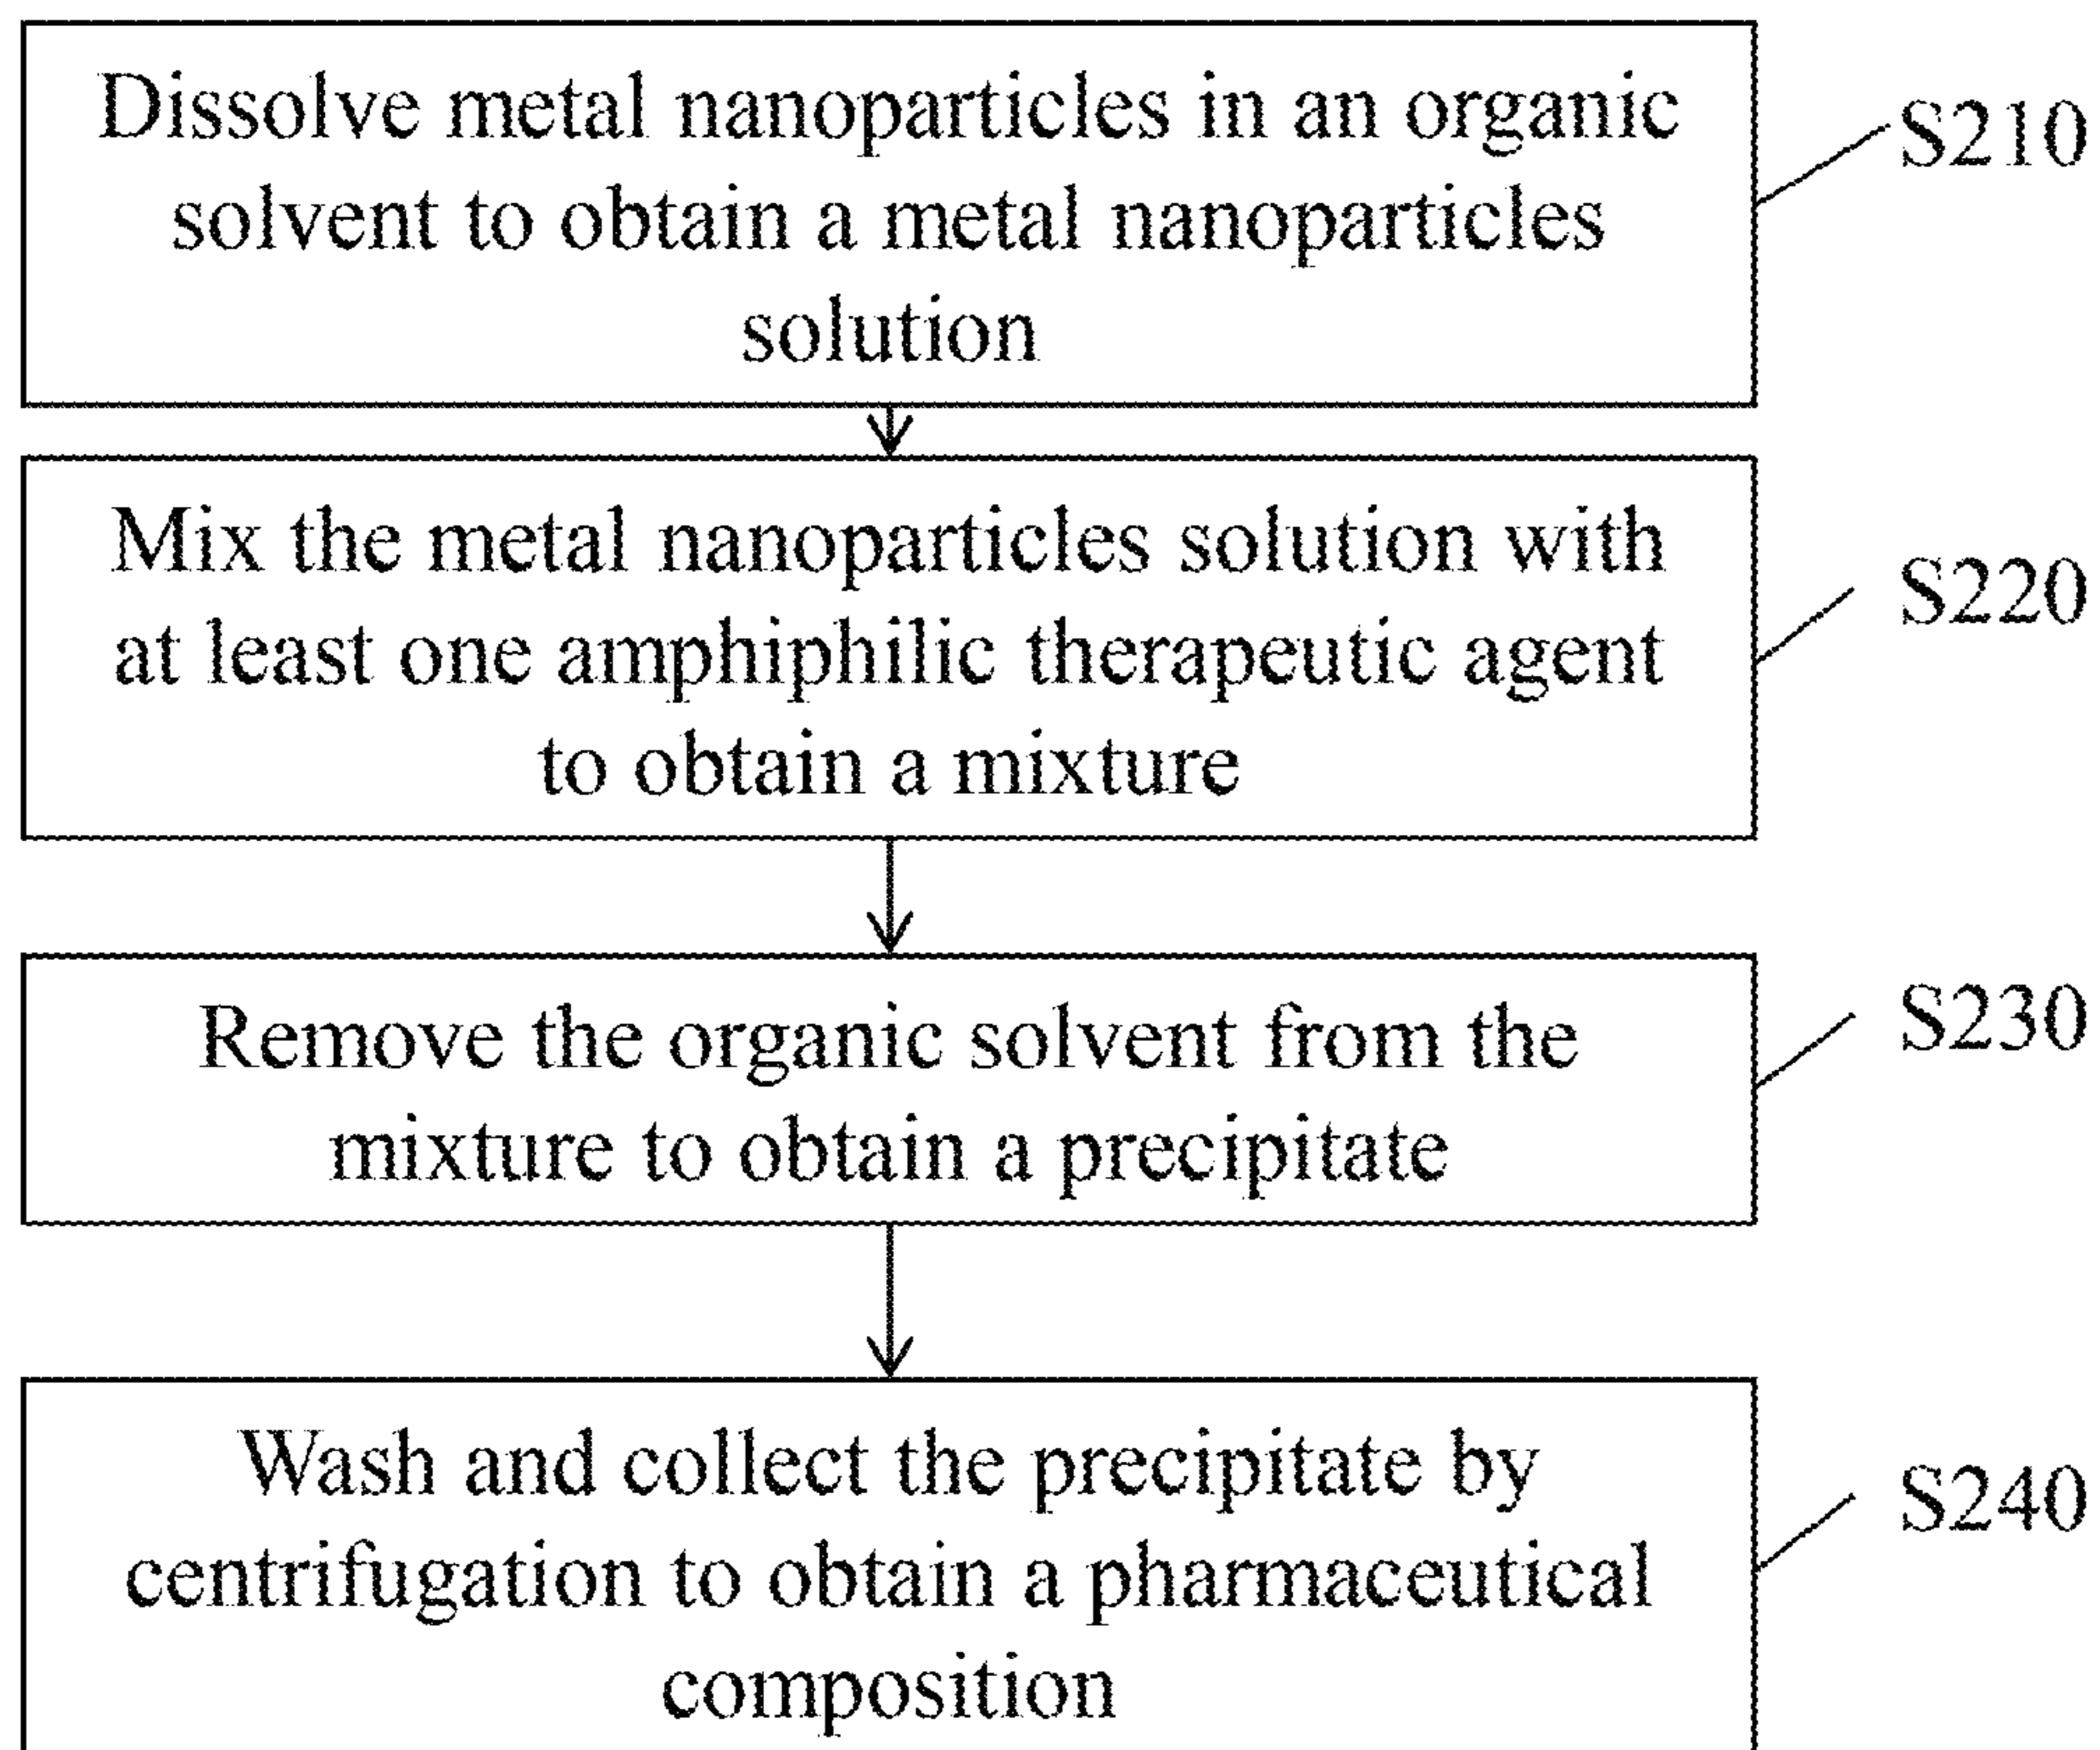 Dissolve metal nanoparticles in an organic
solvent to obtain a metal nanoparticles
solution
S210
Mix the metal nanoparticles solution with
at least one amphiphilic therapeutic agent
to obtain a mixture
S220
Remove the organic solvent from the
mixture to obtain a precipitate
S230
Wash and collect the precipitate by
centrifugation to obtain a pharmaceutical
composition
S240